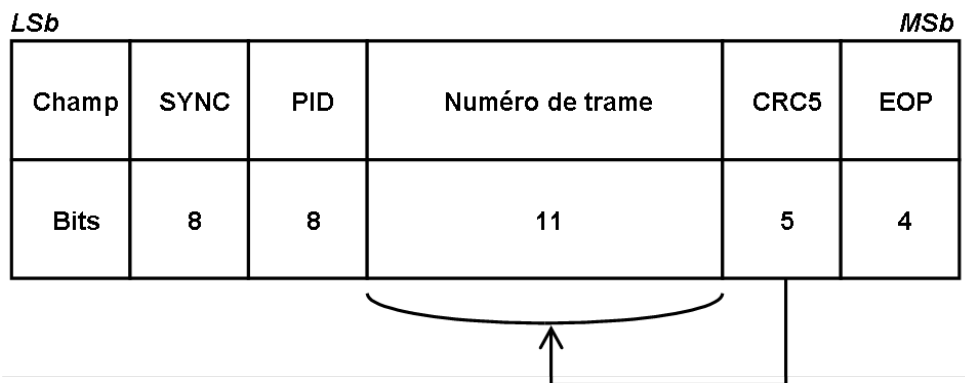 LSb MSb
Champ SYNC PID Numéro de trame CRC5 EOP
Bits 8 8 11 5 4